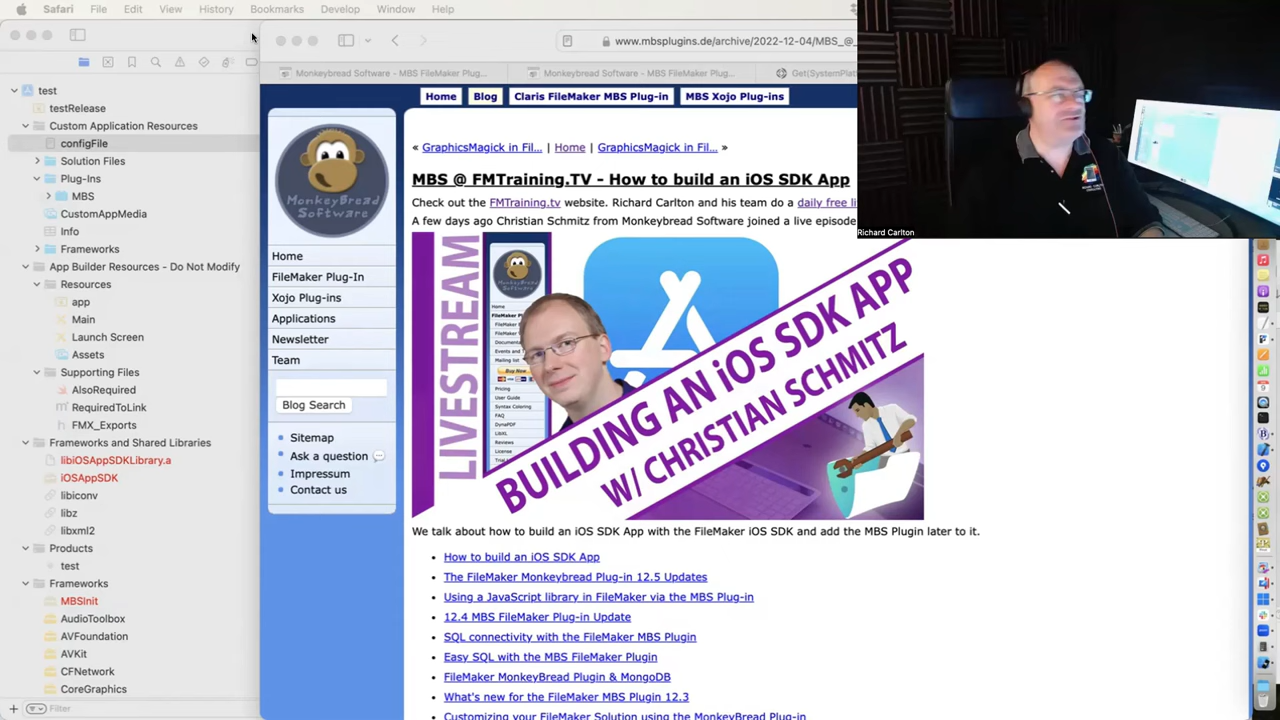 Safari File Edit View History Bookmarks Develop Window Help
test
testRelease
Custom Application Resources
configFile
Solution Files
Plug-Ins
MBS
CustomAppMedia
Info
Frameworks
App Builder Resources - Do Not Modify
Resources
app
Main
Launch Screen
Assets
Supporting Files
AlsoRequired
RequiredToLink
FMX_Exports
Frameworks and Shared Libraries
libiOSAppSDKLibrary.a
iOSAppSDK
libiconv
libz
libxml2
Products
test
Frameworks
MBSInit
AudioToolbox
AVFoundation
AVKit
CFNetwork
CoreGraphics
Filter
www.mbsplugins.de/archive/2022-12-04/MBS_@_
Monkeybread Software - MBS FileMaker Plug...
Monkeybread Software - MBS FileMaker Plug...
Get(SystemPlat
Home Blog Claris FileMaker MBS Plug-in MBS Xojo Plug-ins
MONKEYBREAD SOFTWARE
Home
FileMaker Plug-In
Xojo Plug-ins
Applications
Newsletter
Team
Blog Search
Sitemap
Ask a question
Impressum
Contact us
« GraphicsMagick in Fil... | Home | GraphicsMagick in Fil... »
MBS @ FMTraining.TV - How to build an iOS SDK App
Check out the FMTraining.tv website. Richard Carlton and his team do a daily free li
A few days ago Christian Schmitz from Monkeybread Software joined a live episode
LIVESTREAM
BUILDING AN iOS SDK APP
W/ CHRISTIAN SCHMITZ
We talk about how to build an iOS SDK App with the FileMaker iOS SDK and add the MBS Plugin later to it.
How to build an iOS SDK App
The FileMaker Monkeybread Plug-in 12.5 Updates
Using a JavaScript library in FileMaker via the MBS Plug-in
12.4 MBS FileMaker Plug-in Update
SQL connectivity with the FileMaker MBS Plugin
Easy SQL with the MBS FileMaker Plugin
FileMaker MonkeyBread Plugin & MongoDB
What's new for the FileMaker MBS Plugin 12.3
Customizing your FileMaker Solution using the MonkeyBread Plug-in
Richard Carlton